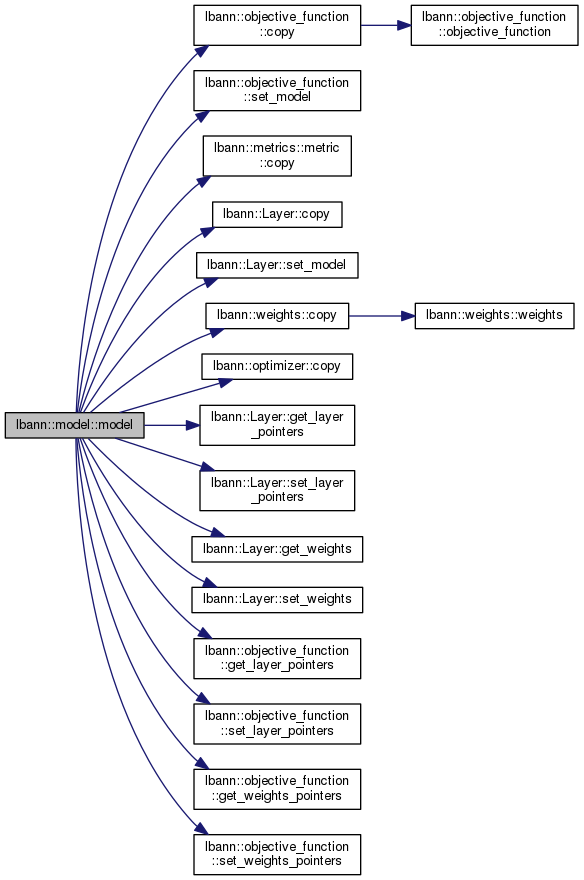 lbann::objective_function
::copy
lbann::objective_function
::objective_function
lbann::objective_function
::set_model
lbann::metrics::metric
::copy
lbann::Layer::copy
lbann::Layer::set_model
lbann::weights::copy
lbann::weights::weights
lbann::optimizer::copy
lbann::model::model
lbann::Layer::get_layer
_pointers
lbann::Layer::set_layer
_pointers
lbann::Layer::get_weights
lbann::Layer::set_weights
lbann::objective_function
::get_layer_pointers
lbann::objective_function
::set_layer_pointers
lbann::objective_function
::get_weights_pointers
lbann::objective_function
::set_weights_pointers